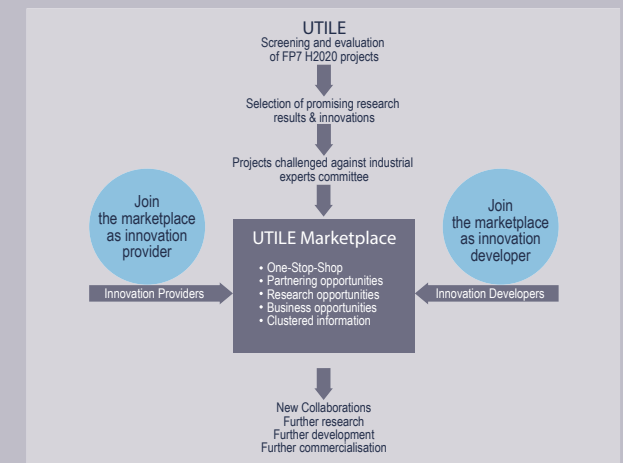 UTILE
Screening and evaluation
of FP7 H2020 projects
Selection of promising research
results & innovations
Projects challenged against industrial
experts committee
Join
the marketplace
as innovation
provider
Innovation Providers
UTILE Marketplace
• One-Stop-Shop
• Partnering opportunities
• Research opportunities
• Business opportunities
• Clustered information
Join
the marketplace
as innovation
developer
Innovation Developers
New Collaborations
Further research
Further development
Further commercialisation